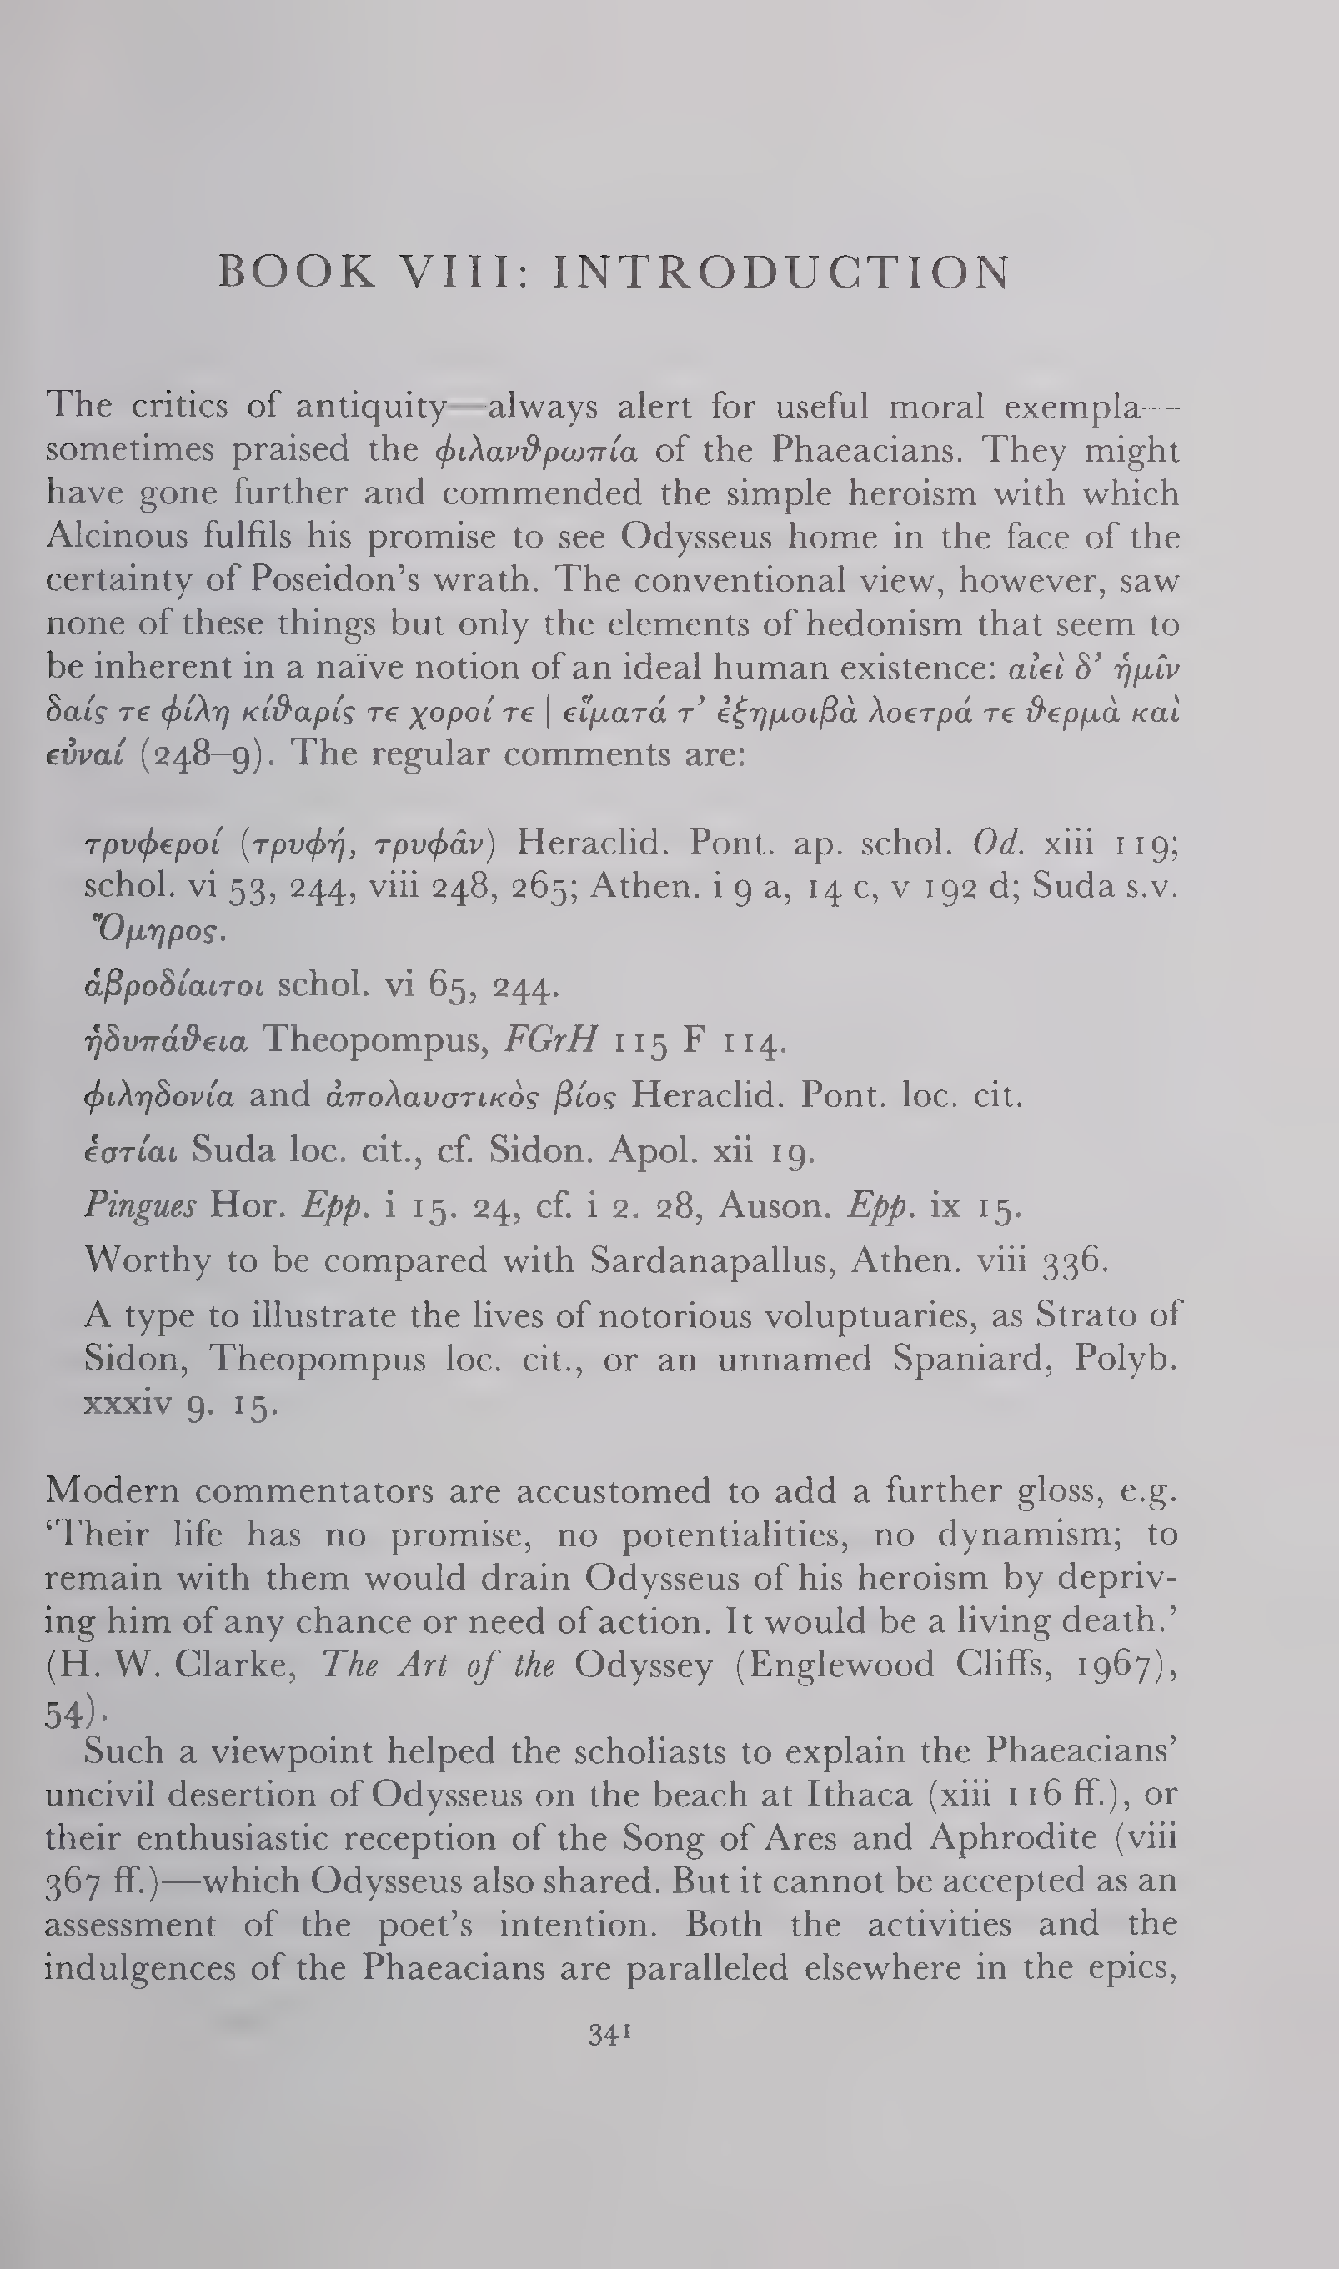 BOOK VIII: INTRODUCTION
The critics of antiquity—always alert for useful moral exempla—
sometimes praised the φιλανθρωπία of the Phaeacians. They might
have gone further and commended the simple heroism with which
Alcinous fulfils his promise to see Odysseus home in the face of the
certainty of Poseidon’s wrath. The conventional view, however, saw
none of these things but only the elements of hedonism that seem to
be inherent in a naïve notion of an ideal human existence: αἰεὶ δ’ ἡμῖν
δαίς τε φίλη κίθαρίς τε χοροί τε | εἵματά τ’ ἐξημοιβὰ λοετρά τε θερμὰ καὶ
εὐναί (248–9). The regular comments are:
τρυφεροί (τρυφή, τρυφᾶν) Heraclid. Pont. ap. schol. Od. xiii 119;
schol. vi 53, 244, viii 248, 265; Athen. i 9 a, 14 c, v 192 d; Suda s.v.
Ὅμηρος.
ἁβροδίαιτοι schol. vi 65, 244.
ἡδυπάθεια Theopompus, FGrH 115 F 114.
φιληδονία and ἀπολαυστικὸς βίος Heraclid. Pont. loc. cit.
ἑστίαι Suda loc. cit., cf. Sidon. Apol. xii 19.
Pingues Hor. Epp. i 15. 24, cf. i 2. 28, Auson. Epp. ix 15.
Worthy to be compared with Sardanapallus, Athen. viii 336.
A type to illustrate the lives of notorious voluptuaries, as Strato of
Sidon, Theopompus loc. cit., or an unnamed Spaniard, Polyb.
xxxiv 9. 15.
Modern commentators are accustomed to add a further gloss, e.g.
‘Their life has no promise, no potentialities, no dynamism; to
remain with them would drain Odysseus of his heroism by depriv-
ing him of any chance or need of action. It would be a living death.’
(H. W. Clarke, The Art of the Odyssey (Englewood Cliffs, 1967),
54).
Such a viewpoint helped the scholiasts to explain the Phaeacians’
uncivil desertion of Odysseus on the beach at Ithaca (xiii 116 ff.), or
their enthusiastic reception of the Song of Ares and Aphrodite (viii
367 ff.)—which Odysseus also shared. But it cannot be accepted as an
assessment of the poet’s intention. Both the activities and the
indulgences of the Phaeacians are paralleled elsewhere in the epics,
341